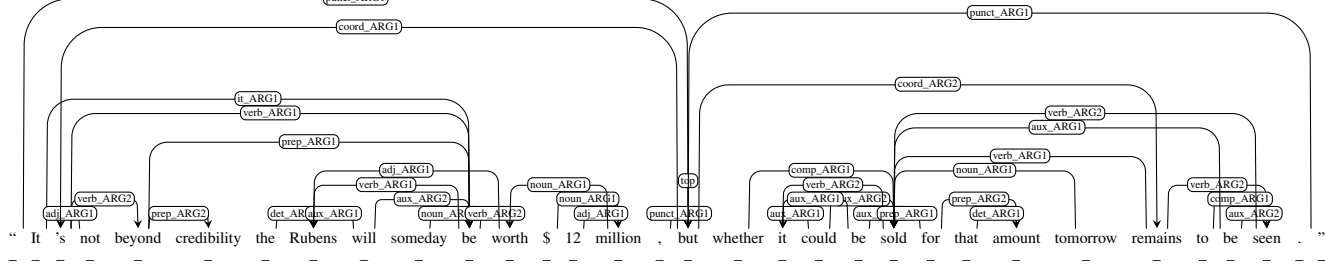 punct_ARG1
coord_ARG1
coord_ARG2
it_ARG1
verb_ARG1
verb_ARG2
aux_ARG1
prep_ARG1
verb_ARG1
adj_ARG1
comp_ARG1
noun_ARG1
verb_ARG1
noun_ARG1
verb_ARG2
verb_ARG2
top
verb_ARG2
aux_ARG2
noun_ARG1
aux_ARG1
prep_ARG2
comp_ARG1
adj_ARG1
prep_ARG2
aux_ARG1
verb_ARG2
adj_ARG1
punct_ARG1
aux_ARG1
prep_ARG1
det_ARG1
aux_ARG2
“ It 's not beyond credibility the Rubens will someday be worth $ 12 million , but whether it could be sold for that amount tomorrow remains to be seen . ”